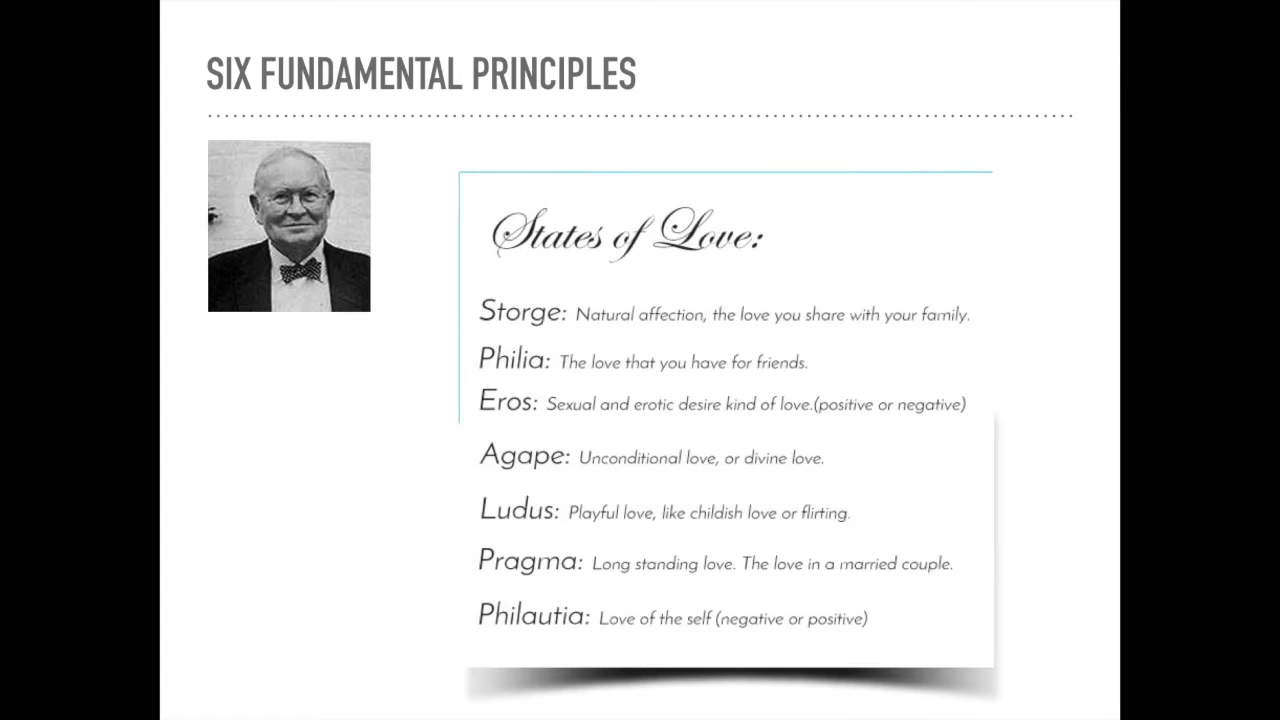 SIX FUNDAMENTAL PRINCIPLES
States of Love:
Storge: Natural affection, the love you share with your family.
Philia: The love that you have for friends.
Eros: Sexual and erotic desire kind of love.(positive or negative)
Agape: Unconditional love, or divine love.
Ludus: Playful love, like childish love or flirting.
Pragma: Long standing love. The love in a married couple.
Philautia: Love of the self (negative or positive)